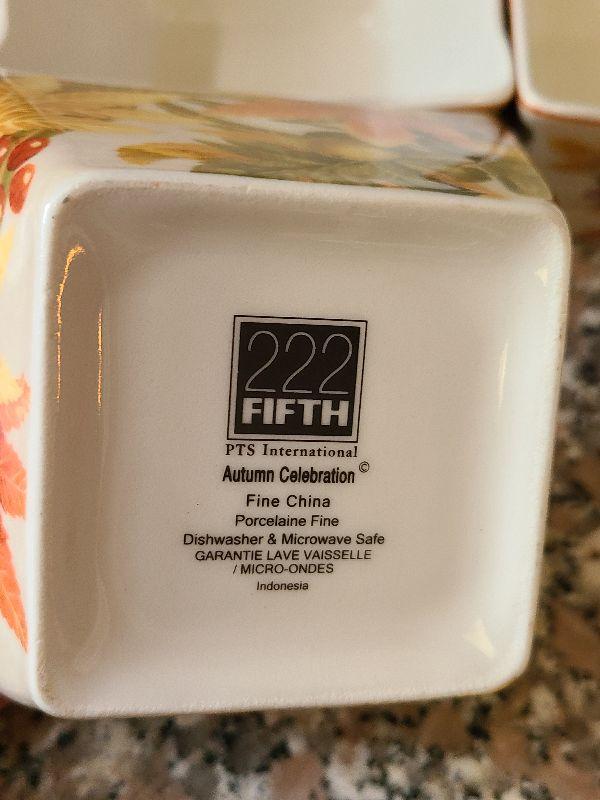 222
FIFTH
PTS International
Autumn Celebration©
Fine China
Porcelaine Fine
Dishwasher & Microwave Safe
GARANTIE LAVE VAISSELLE
/ MICRO-ONDES
Indonesia